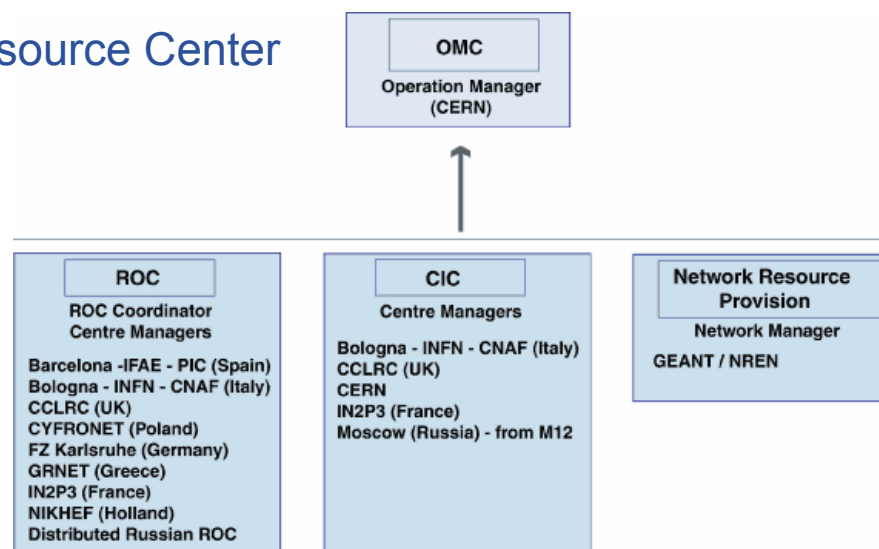 source Center
OMC
Operation Manager
(CERN)
ROC
ROC Coordinator
Centre Managers
Barcelona -IFAE - PIC (Spain)
Bologna - INFN - CNAF (Italy)
CCLRC (UK)
CYFRONET (Poland)
FZ Karlsruhe (Germany)
GRNET (Greece)
IN2P3 (France)
NIKHEF (Holland)
Distributed Russian ROC
CIC
Centre Managers
Bologna - INFN - CNAF (Italy)
CCLRC (UK)
CERN
IN2P3 (France)
Moscow (Russia) - from M12
Network Resource
Provision
Network Manager
GEANT / NREN